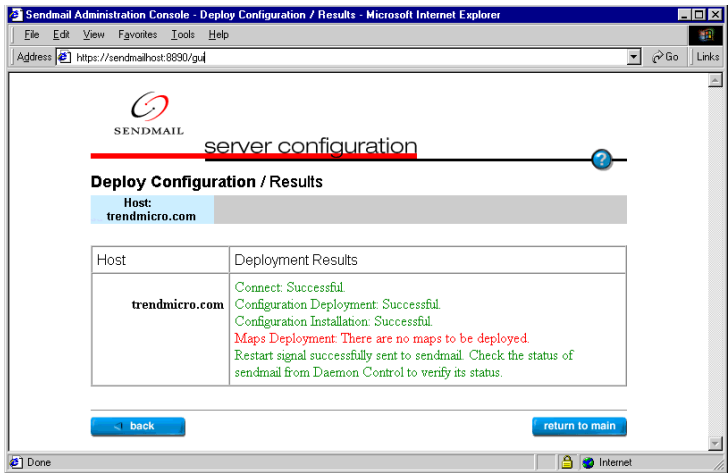 Sendmail Administration Console - Deploy Configuration / Results - Microsoft Internet Explorer
File Edit View Favorites Tools Help
Address https://sendmailhost:8890/gui Go Links
SENDMAIL
server configuration
?
Deploy Configuration / Results
Host:
trendmicro.com
Host Deployment Results
trendmicro.com
Connect: Successful.
Configuration Deployment: Successful.
Configuration Installation: Successful.
Maps Deployment: There are no maps to be deployed.
Restart signal successfully sent to sendmail. Check the status of
sendmail from Daemon Control to verify its status.
back return to main
Done Internet